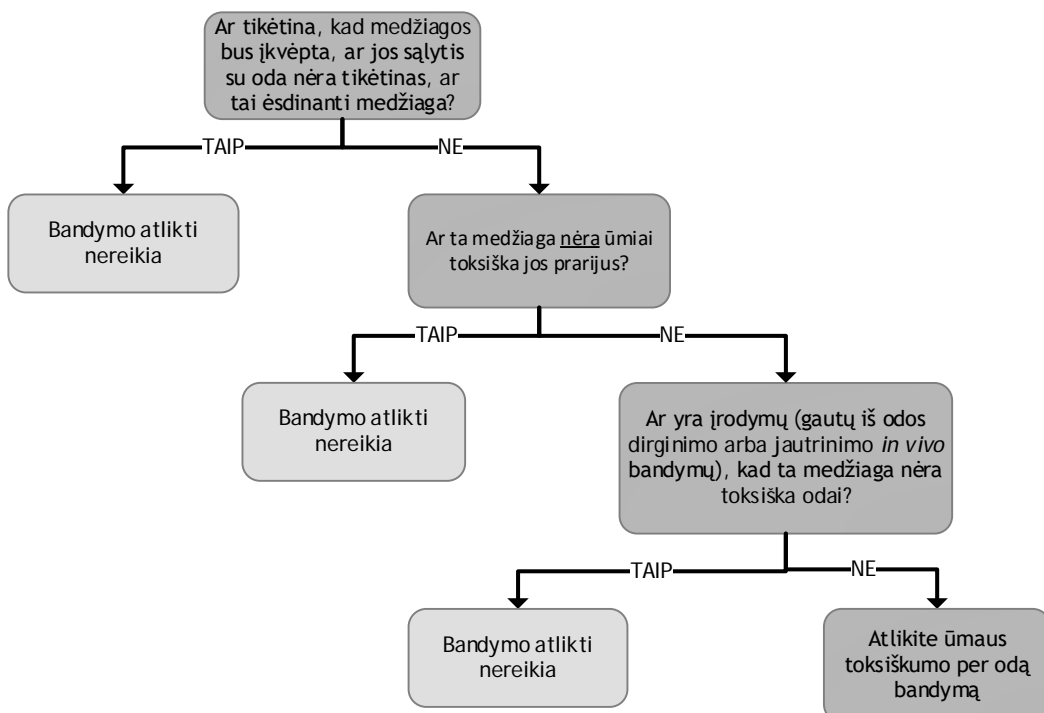 Ar tikėtina, kad medžiagos
bus įkvėpta, ar jos sąlytis
su oda nėra tikėtinas, ar
tai ėsdinanti medžiaga?
TAIP
NE
Bandymo atlikti
nereikia
Ar ta medžiaga nėra ūmiai
toksiška jos prarijus?
TAIP
NE
Bandymo atlikti
nereikia
Ar yra įrodymų (gautų iš odos
dirginimo arba jautrinimo in vivo
bandymų), kad ta medžiaga nėra
toksiška odai?
TAIP
NE
Bandymo atlikti
nereikia
Atlikite ūmaus
toksiškumo per odą
bandymą